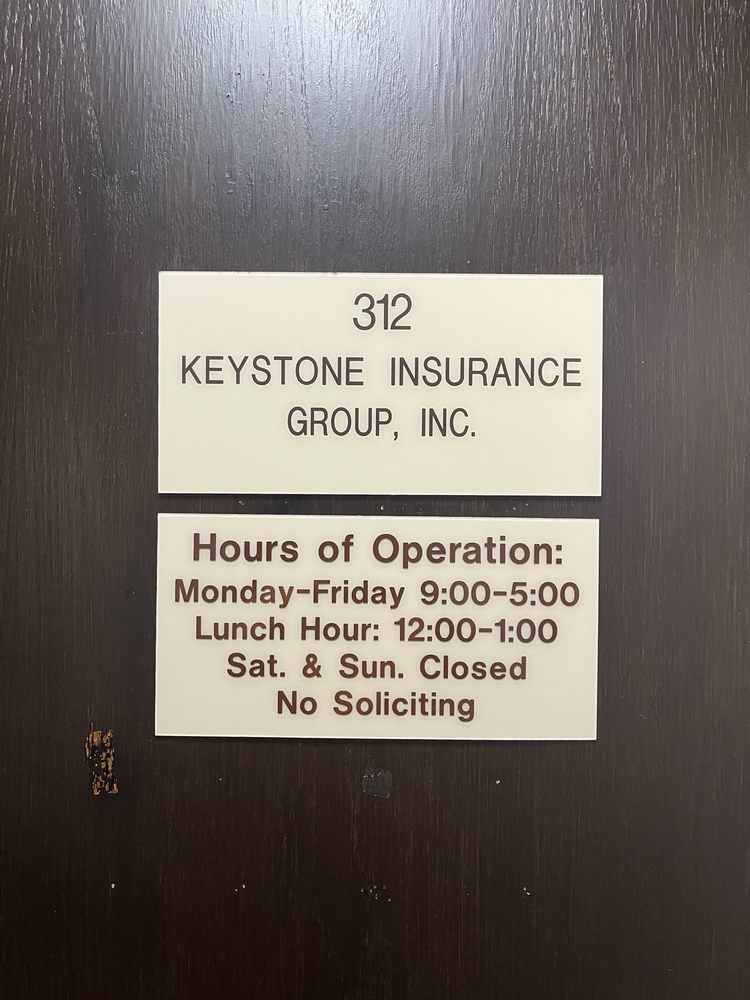 312
KEYSTONE INSURANCE
GROUP, INC.
Hours of Operation:
Monday-Friday 9:00-5:00
Lunch Hour: 12:00-1:00
Sat. & Sun. Closed
No Soliciting